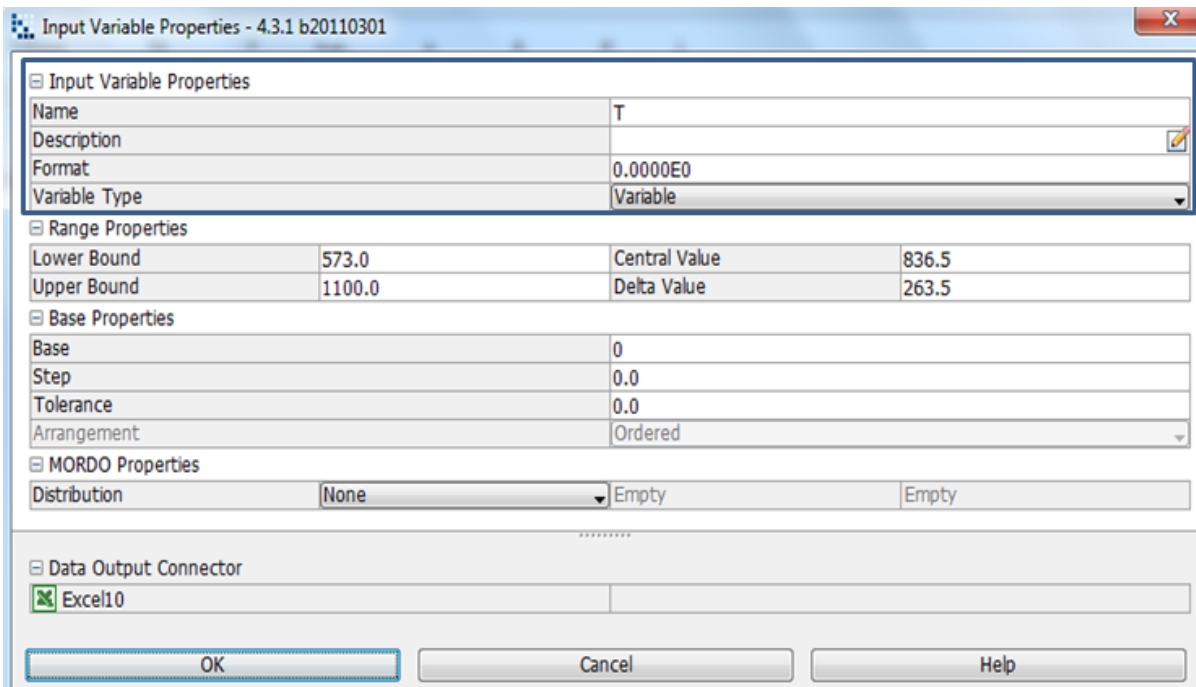 Input Variable Properties - 4.3.1 b20110301
Input Variable Properties
Name T
Description
Format 0.0000E0
Variable Type Variable
Range Properties
Lower Bound 573.0 Central Value 836.5
Upper Bound 1100.0 Delta Value 263.5
Base Properties
Base 0
Step 0.0
Tolerance 0.0
Arrangement Ordered
MORDO Properties
Distribution None Empty Empty
Data Output Connector
Excel10
OK Cancel Help